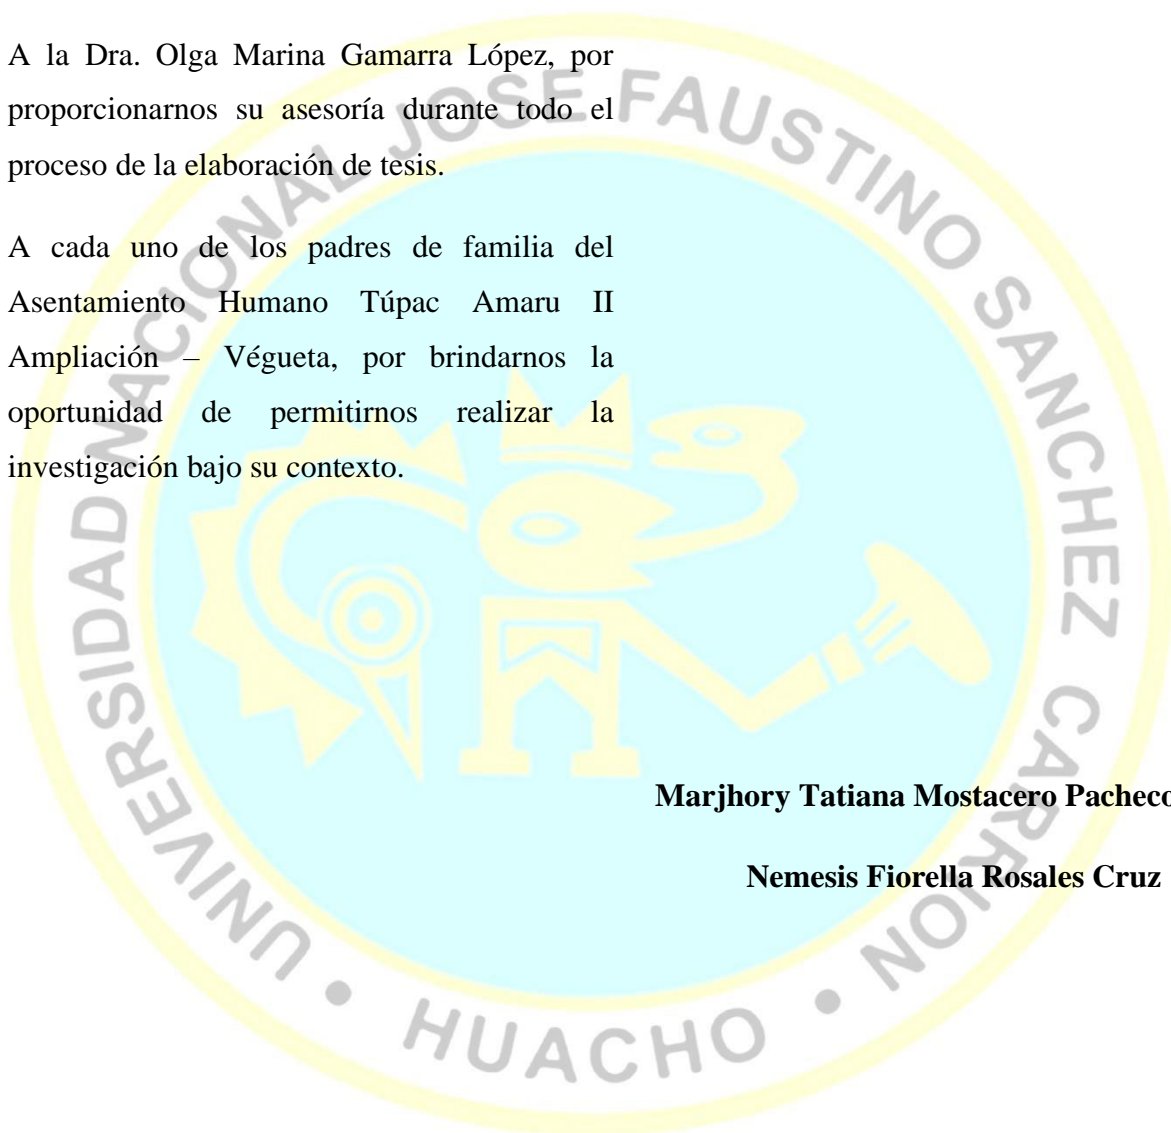 A la Dra. Olga Marina Gamarra López, por
proporcionarnos su asesoría durante todo el
proceso de la elaboración de tesis.
A cada uno de los padres de familia del
Asentamiento Humano Túpac Amaru II
Ampliación – Végueta, por brindarnos la
oportunidad de permitirnos realizar la
investigación bajo su contexto.
Marjhory Tatiana Mostacero Pacheco
Nemesis Fiorella Rosales Cruz
UNIVERSIDAD NACIONAL JOSE FAUSTINO SANCHEZ CARRION
• HUACHO •